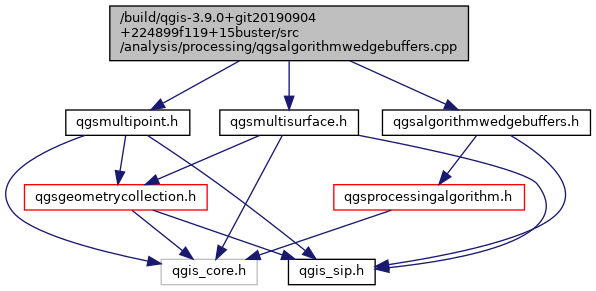 /build/qgis-3.9.0+git20190904
+224899f119+15buster/src
/analysis/processing/qgsalgorithmwedgebuffers.cpp
qgsmultipoint.h
qgsmultisurface.h
qgsalgorithmwedgebuffers.h
qgsgeometrycollection.h
qgsprocessingalgorithm.h
qgis_core.h
qgis_sip.h